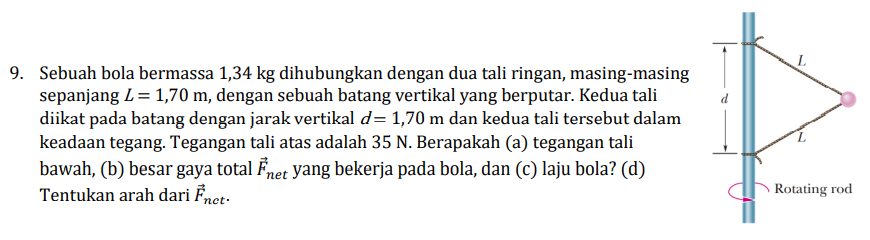 9. Sebuah bola bermassa 1,34 kg dihubungkan dengan dua tali ringan, masing-masing
sepanjang L = 1,70 m, dengan sebuah batang vertikal yang berputar. Kedua tali
diikat pada batang dengan jarak vertikal d= 1,70 m dan kedua tali tersebut dalam
keadaan tegang. Tegangan tali atas adalah 35 N. Berapakah (a) tegangan tali
bawah, (b) besar gaya total F⃗net yang bekerja pada bola, dan (c) laju bola? (d)
Tentukan arah dari F⃗net.
L
d
L
Rotating rod